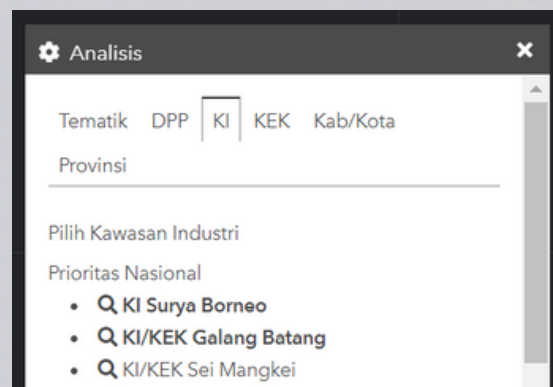 Analisis
Tematik DPP KI KEK Kab/Kota
Provinsi
Pilih Kawasan Industri
Prioritas Nasional
KI Surya Borneo
KI/KEK Galang Batang
KI/KEK Sei Mangkei